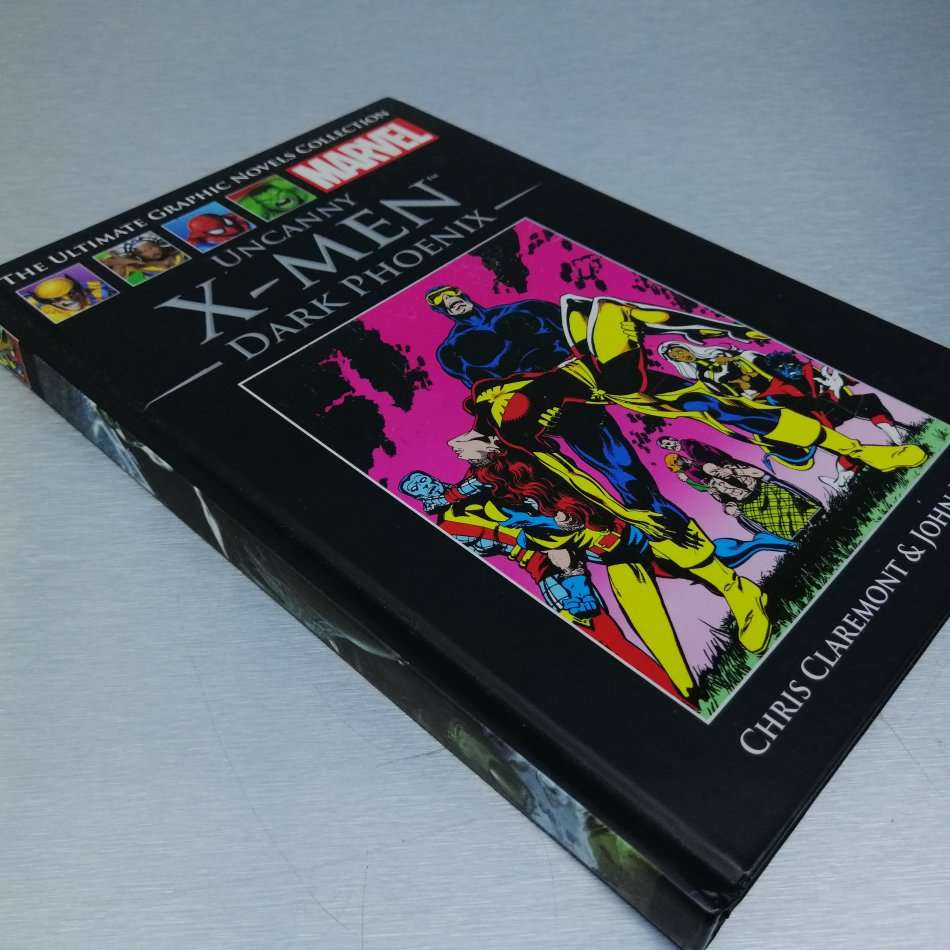 The Ultimate Graphic Novels Collection
MARVEL
UNCANNY
X-MEN™
DARK PHOENIX
CHRIS CLAREMONT & JOHN